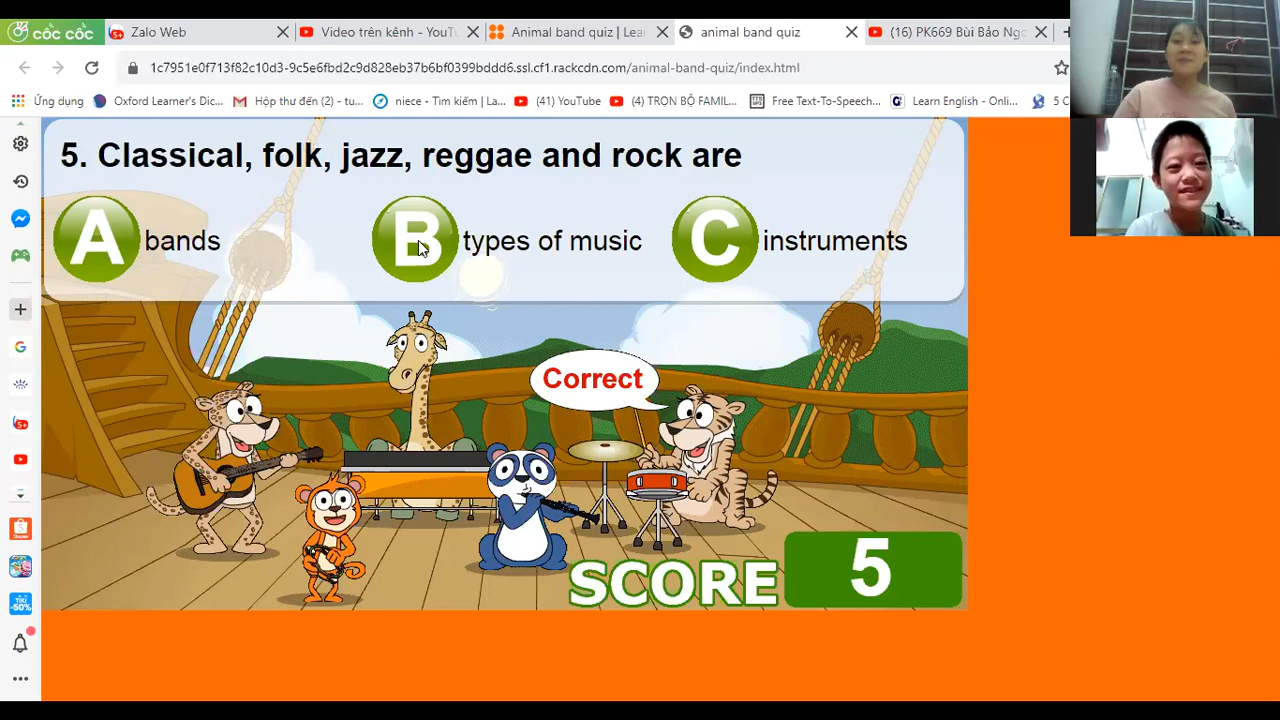 cốc cốc
Zalo Web
Video trên kênh - YouTu
Animal band quiz | Lea
animal band quiz
(16) PK669 Bùi Bảo Ngọ
1c7951e0f713f82c10d3-9c5e6fbd2c9d828eb37b6bf0399bddd6.ssl.cf1.rackcdn.com/animal-band-quiz/index.html
Ứng dụng
Oxford Learner's Dic...
Hộp thư đến (2) - tu...
niece - Tìm kiếm | La...
(41) YouTube
(4) TRỌN BỘ FAMIL...
Free Text-To-Speech...
Learn English - Onli...
5 C
5. Classical, folk, jazz, reggae and rock are
A bands
B types of music
C instruments
Correct
SCORE 5